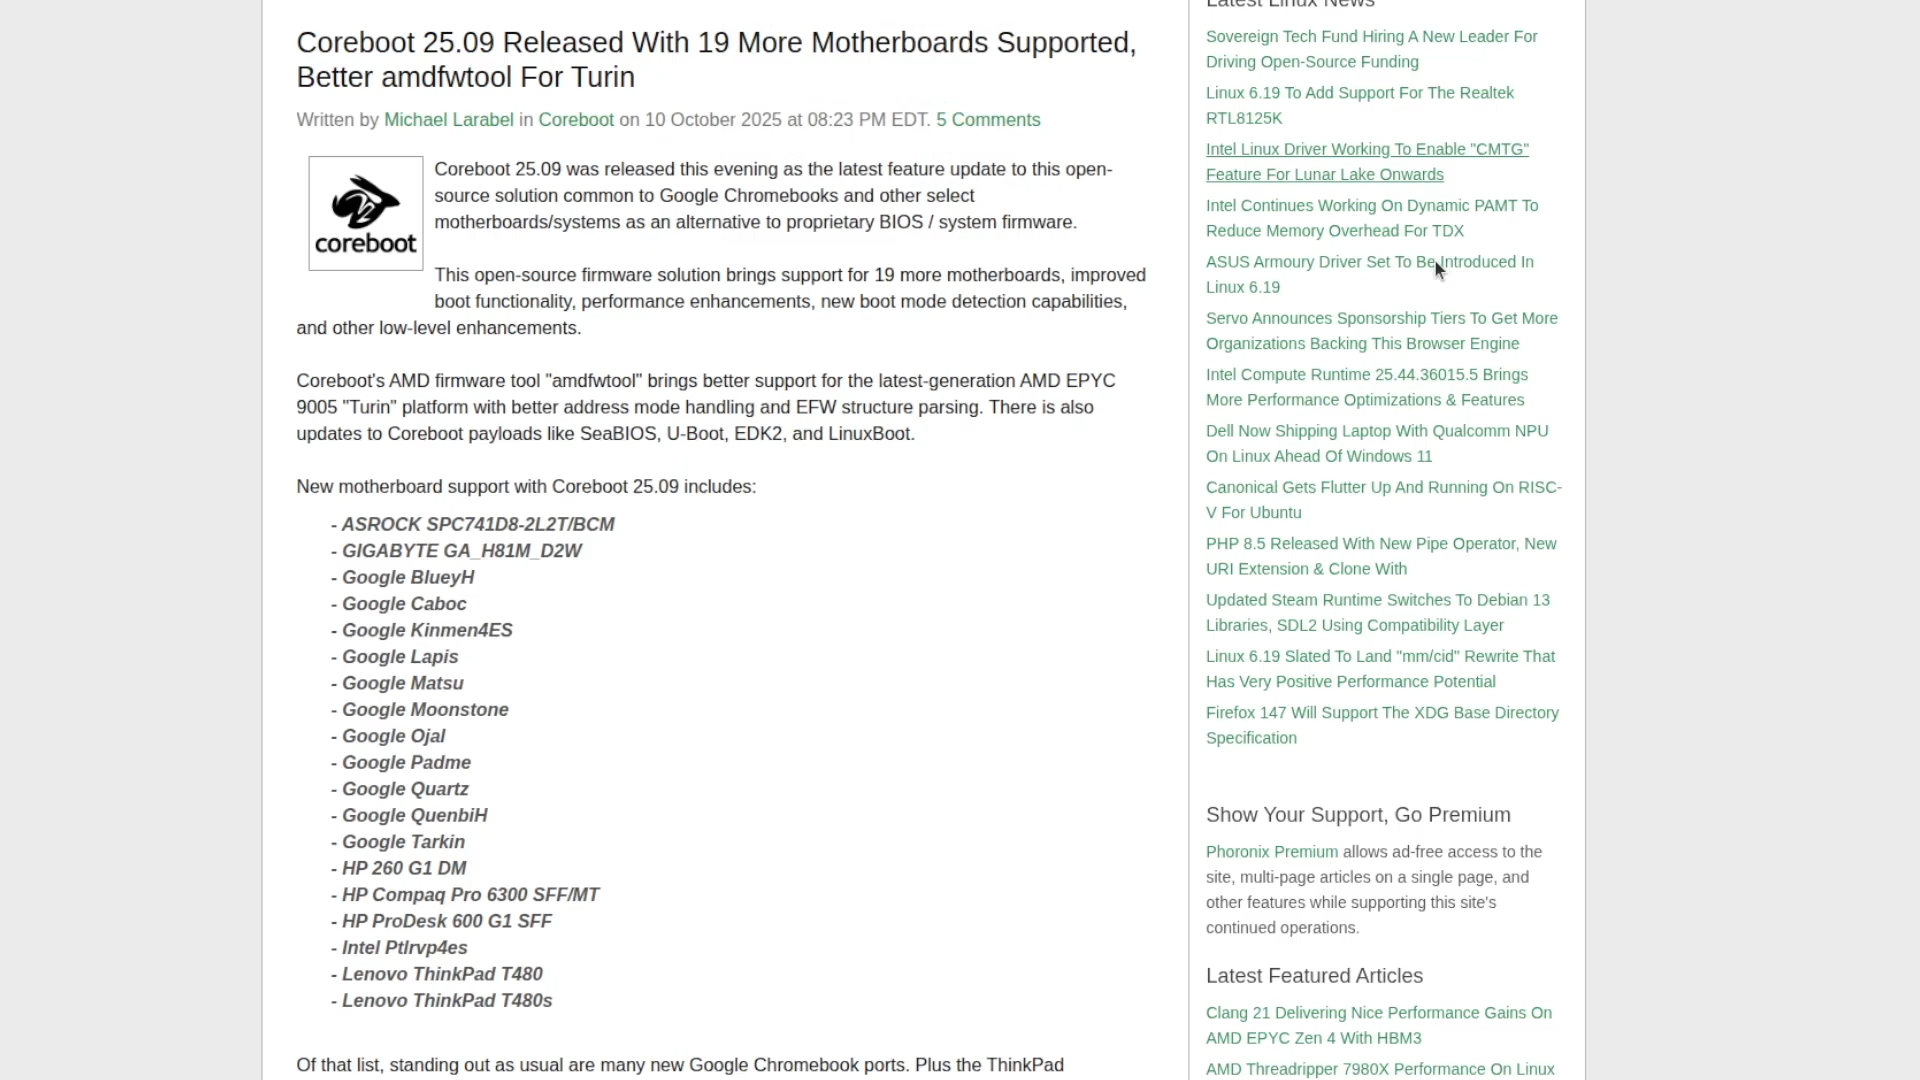 Coreboot 25.09 Released With 19 More Motherboards Supported,
Better amdfwtool For Turin
Written by Michael Larabel in Coreboot on 10 October 2025 at 08:23 PM EDT. 5 Comments
coreboot
Coreboot 25.09 was released this evening as the latest feature update to this open-
source solution common to Google Chromebooks and other select
motherboards/systems as an alternative to proprietary BIOS / system firmware.
This open-source firmware solution brings support for 19 more motherboards, improved
boot functionality, performance enhancements, new boot mode detection capabilities,
and other low-level enhancements.
Coreboot's AMD firmware tool "amdfwtool" brings better support for the latest-generation AMD EPYC
9005 "Turin" platform with better address mode handling and EFW structure parsing. There is also
updates to Coreboot payloads like SeaBIOS, U-Boot, EDK2, and LinuxBoot.
New motherboard support with Coreboot 25.09 includes:
- ASROCK SPC741D8-2L2T/BCM
- GIGABYTE GA_H81M_D2W
- Google BlueyH
- Google Caboc
- Google Kinmen4ES
- Google Lapis
- Google Matsu
- Google Moonstone
- Google Ojal
- Google Padme
- Google Quartz
- Google QuenbiH
- Google Tarkin
- HP 260 G1 DM
- HP Compaq Pro 6300 SFF/MT
- HP ProDesk 600 G1 SFF
- Intel Ptlrvp4es
- Lenovo ThinkPad T480
- Lenovo ThinkPad T480s
Of that list, standing out as usual are many new Google Chromebook ports. Plus the ThinkPad
Latest Linux News
Sovereign Tech Fund Hiring A New Leader For
Driving Open-Source Funding
Linux 6.19 To Add Support For The Realtek
RTL8125K
Intel Linux Driver Working To Enable "CMTG"
Feature For Lunar Lake Onwards
Intel Continues Working On Dynamic PAMT To
Reduce Memory Overhead For TDX
ASUS Armoury Driver Set To Be Introduced In
Linux 6.19
Servo Announces Sponsorship Tiers To Get More
Organizations Backing This Browser Engine
Intel Compute Runtime 25.44.36015.5 Brings
More Performance Optimizations & Features
Dell Now Shipping Laptop With Qualcomm NPU
On Linux Ahead Of Windows 11
Canonical Gets Flutter Up And Running On RISC-
V For Ubuntu
PHP 8.5 Released With New Pipe Operator, New
URI Extension & Clone With
Updated Steam Runtime Switches To Debian 13
Libraries, SDL2 Using Compatibility Layer
Linux 6.19 Slated To Land "mm/cid" Rewrite That
Has Very Positive Performance Potential
Firefox 147 Will Support The XDG Base Directory
Specification
Show Your Support, Go Premium
Phoronix Premium allows ad-free access to the
site, multi-page articles on a single page, and
other features while supporting this site's
continued operations.
Latest Featured Articles
Clang 21 Delivering Nice Performance Gains On
AMD EPYC Zen 4 With HBM3
AMD Threadripper 7980X Performance On Linux